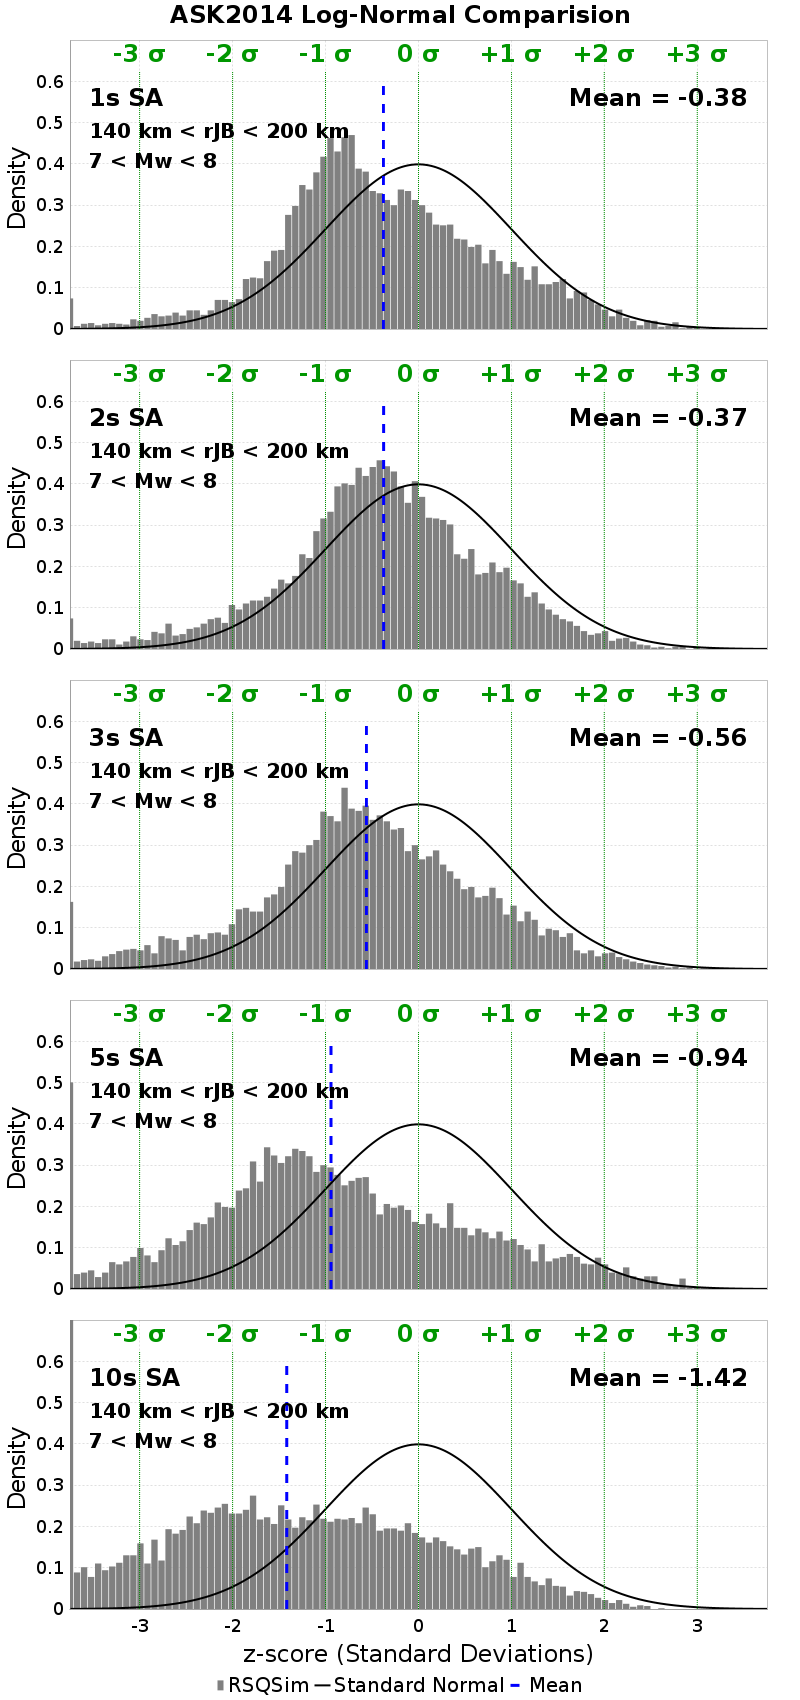 ASK2014 Log-Normal Comparision
-3 σ -2 σ -1 σ 0 σ +1 σ +2 σ +3 σ
1s SA Mean = -0.38
140 km < rJB < 200 km
7 < Mw < 8
0.6
0.5
0.4
0.3
0.2
0.1
0
Density
-3 σ -2 σ -1 σ 0 σ +1 σ +2 σ +3 σ
2s SA Mean = -0.37
140 km < rJB < 200 km
7 < Mw < 8
0.6
0.5
0.4
0.3
0.2
0.1
0
Density
-3 σ -2 σ -1 σ 0 σ +1 σ +2 σ +3 σ
3s SA Mean = -0.56
140 km < rJB < 200 km
7 < Mw < 8
0.6
0.5
0.4
0.3
0.2
0.1
0
Density
-3 σ -2 σ -1 σ 0 σ +1 σ +2 σ +3 σ
5s SA Mean = -0.94
140 km < rJB < 200 km
7 < Mw < 8
0.6
0.5
0.4
0.3
0.2
0.1
0
Density
-3 σ -2 σ -1 σ 0 σ +1 σ +2 σ +3 σ
10s SA Mean = -1.42
140 km < rJB < 200 km
7 < Mw < 8
0.6
0.5
0.4
0.3
0.2
0.1
0
Density
-3 -2 -1 0 1 2 3
z-score (Standard Deviations)
RSQSim Standard Normal Mean